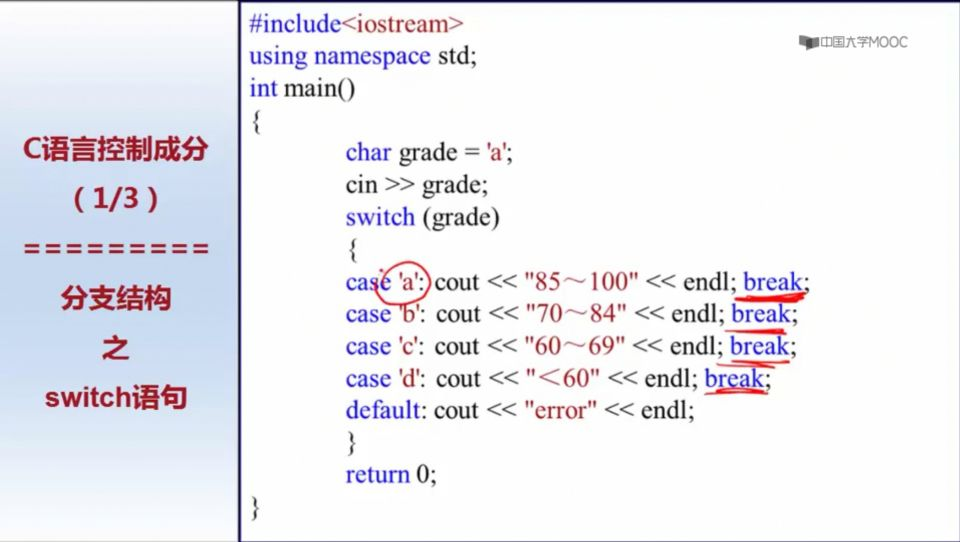 C语言控制成分
（1/3）
=========
分支结构
之
switch语句
#include<iostream>
using namespace std;
int main()
{
char grade = 'a';
cin >> grade;
switch (grade)
{
case 'a': cout << "85～100" << endl; break;
case 'b': cout << "70～84" << endl; break;
case 'c': cout << "60～69" << endl; break;
case 'd': cout << "＜60" << endl; break;
default: cout << "error" << endl;
}
return 0;
}
中国大学MOOC